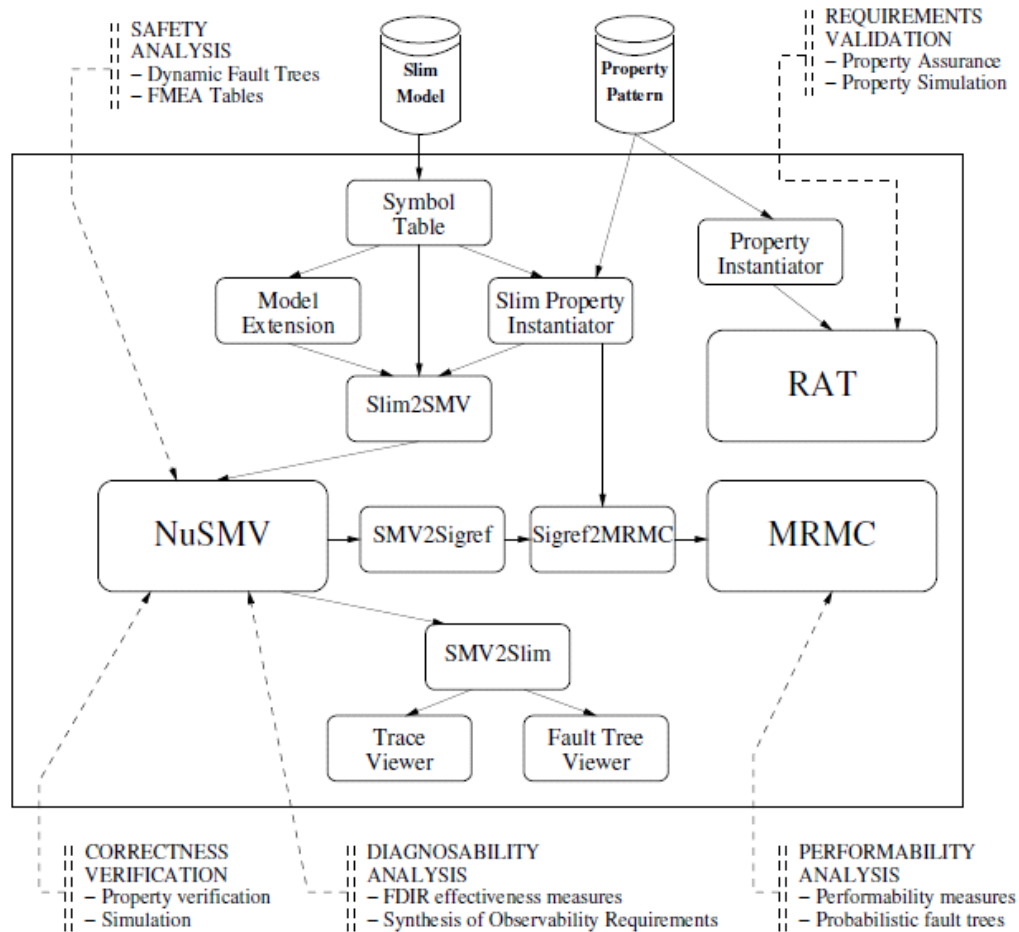 SAFETY
ANALYSIS
– Dynamic Fault Trees
– FMEA Tables
Slim
Model
Property
Pattern
REQUIREMENTS
VALIDATION
– Property Assurance
– Property Simulation
Symbol
Table
Property
Instantiator
Model
Extension
Slim Property
Instantiator
RAT
Slim2SMV
NuSMV
SMV2Sigref
Sigref2MRMC
MRMC
SMV2Slim
Trace
Viewer
Fault Tree
Viewer
CORRECTNESS
VERIFICATION
– Property verification
– Simulation
DIAGNOSABILITY
ANALYSIS
– FDIR effectiveness measures
– Synthesis of Observability Requirements
PERFORMABILITY
ANALYSIS
– Performability measures
– Probabilistic fault trees